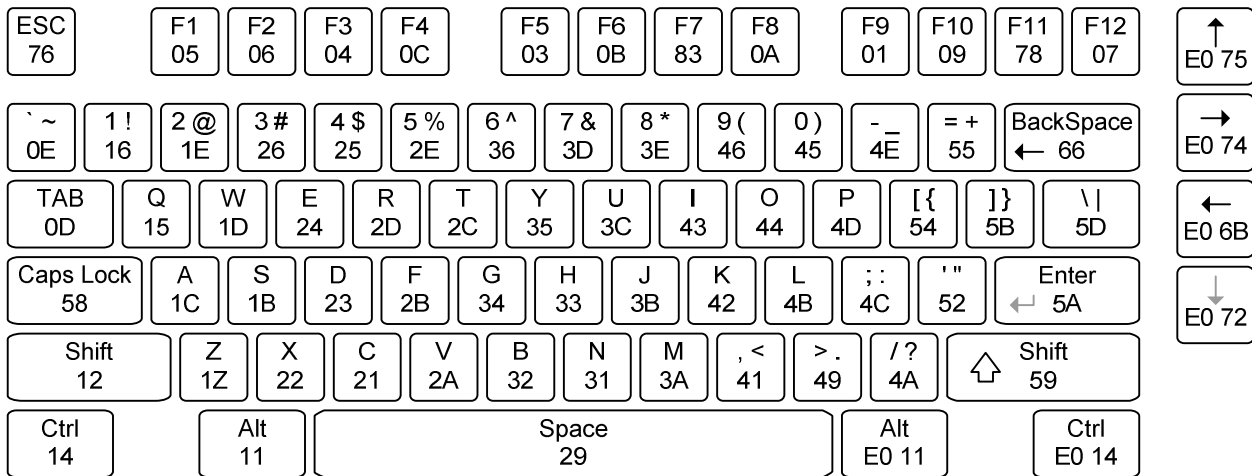 ESC F1 F2 F3 F4 F5 F6 F7 F8 F9 F10 F11 F12 ↑
76 05 06 04 0C 03 0B 83 0A 01 09 78 07 E0 75
` ~ 1 ! 2 @ 3 # 4 $ 5 % 6 ^ 7 & 8 * 9 ( 0 ) - _ = + BackSpace →
0E 16 1E 26 25 2E 36 3D 3E 46 45 4E 55 ← 66 E0 74
TAB Q W E R T Y U I O P [ { ] } \ | ←
0D 15 1D 24 2D 2C 35 3C 43 44 4D 54 5B 5D E0 6B
Caps Lock A S D F G H J K L ; : ' " Enter ↓
58 1C 1B 23 2B 34 33 3B 42 4B 4C 52 ↵ 5A E0 72
Shift Z X C V B N M , < > . / ? ⇧ Shift
12 1Z 22 21 2A 32 31 3A 41 49 4A 59
Ctrl Alt Space Alt Ctrl
14 11 29 E0 11 E0 14